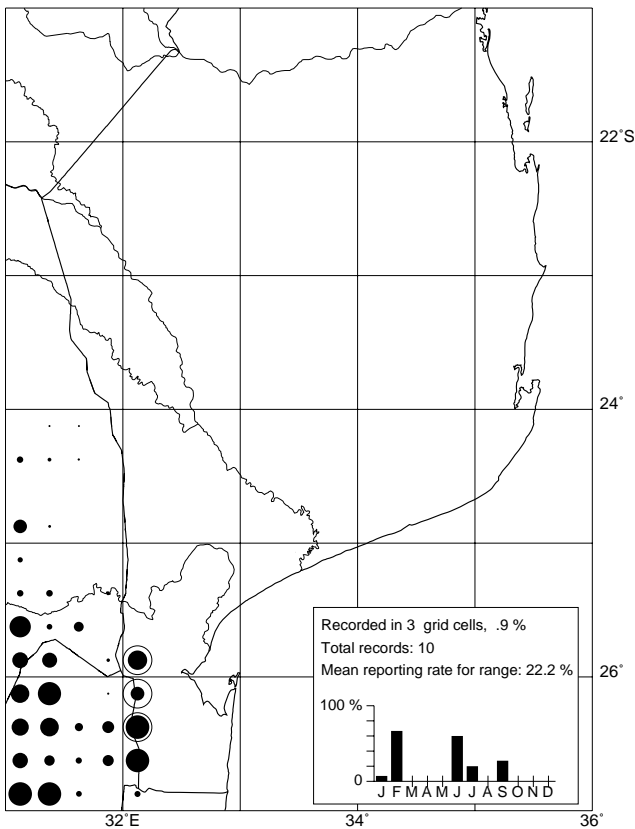 22°S
24°
Recorded in 3 grid cells, .9 %
Total records: 10
Mean reporting rate for range: 22.2 %
26°
100 %
0
J F M A M J J A S O N D
32°E
34°
36°